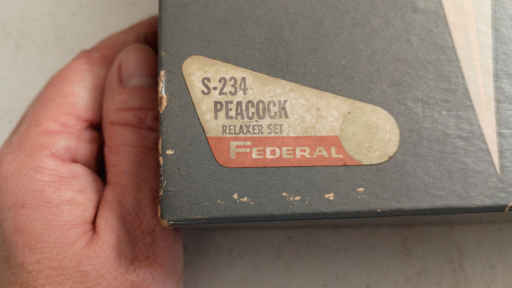 S-234
PEACOCK
RELAXER SET
FEDERAL